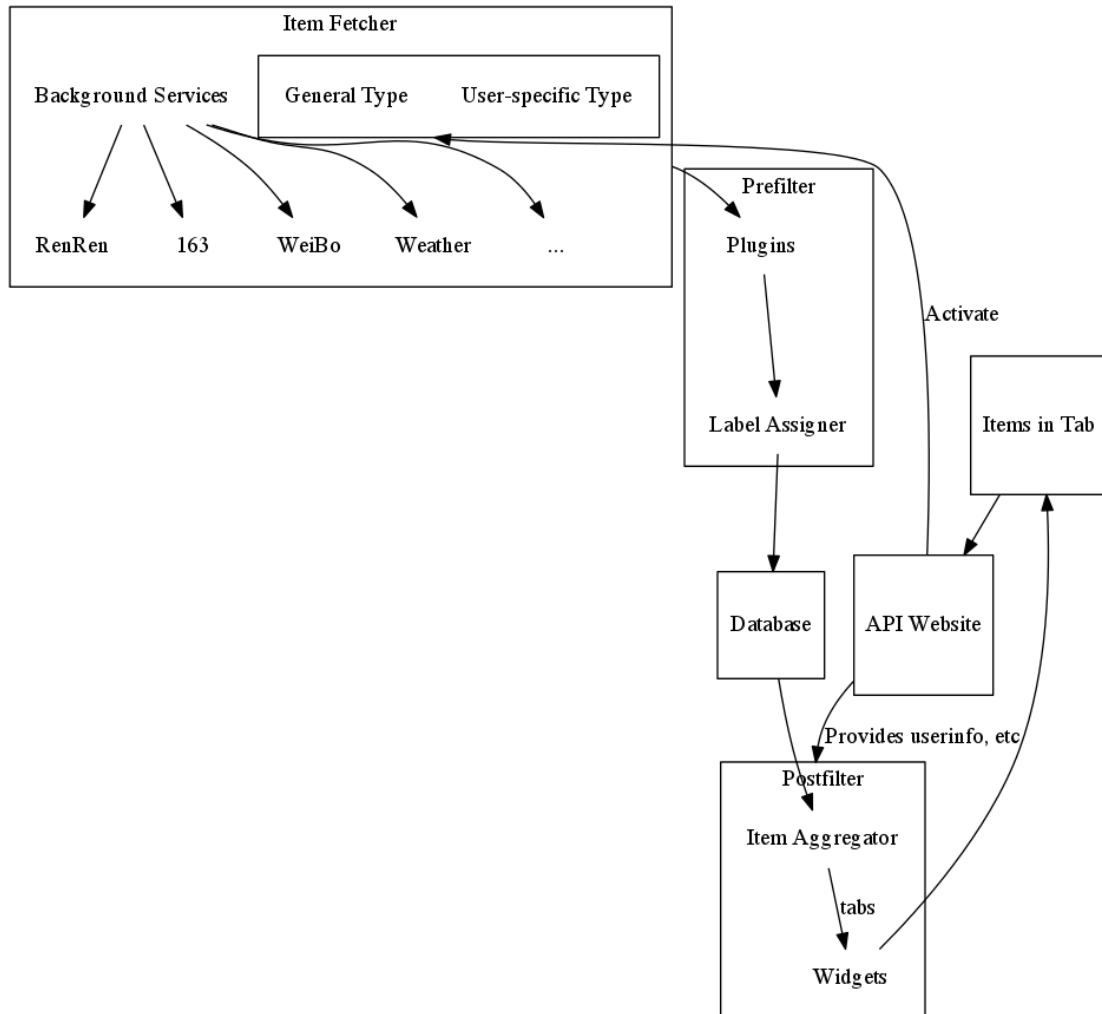 Item Fetcher
Background Services
General Type
User-specific Type
RenRen
163
WeiBo
Weather
...
Prefilter
Plugins
Activate
Label Assigner
Items in Tab
Database
API Website
Provides userinfo, etc
Postfilter
Item Aggregator
tabs
Widgets